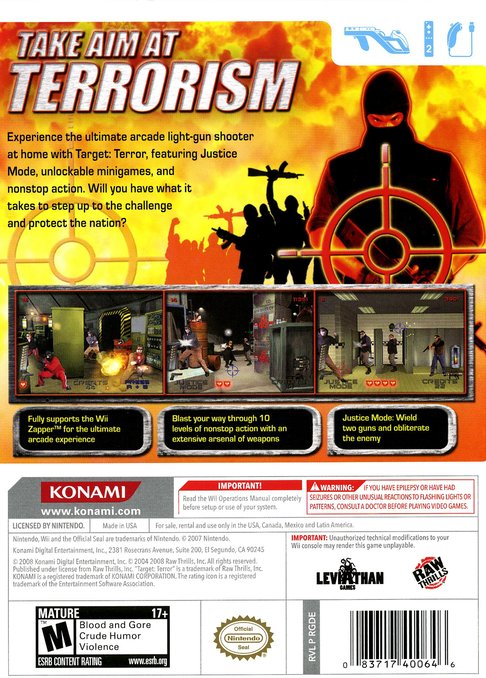 2
TAKE AIM AT
TERRORISM
Experience the ultimate arcade light-gun shooter
at home with Target: Terror, featuring Justice
Mode, unlockable minigames, and
nonstop action. Will you have what it
takes to step up to the challenge
and protect the nation?
CREDITS
PRESS
A + B
JUSTICE
MODE
CREDITS
JUSTICE
MODE
CREDITS
Fully supports the Wii
Zapper™ for the ultimate
arcade experience
Blast your way through 10
levels of nonstop action with an
extensive arsenal of weapons
Justice Mode: Wield
two guns and obliterate
the enemy
KONAMI
www.konami.com
IMPORTANT!
Read the Wii Operations Manual completely
before setup or use of your system.
WARNING: IF YOU HAVE EPILEPSY OR HAVE HAD
SEIZURES OR OTHER UNUSUAL REACTIONS TO FLASHING LIGHTS OR
PATTERNS, CONSULT A DOCTOR BEFORE PLAYING VIDEO GAMES.
LICENSED BY NINTENDO. Made in USA For sale, rental and use only in the USA, Canada, Mexico and Latin America.
Nintendo, Wii and the Official Seal are trademarks of Nintendo. © 2007 Nintendo.
Konami Digital Entertainment, Inc., 2381 Rosecrans Avenue, Suite 200, El Segundo, CA 90245
© 2008 Konami Digital Entertainment, Inc. © 2004 2008 Raw Thrills, Inc. All rights reserved.
Published under license from Raw Thrills, Inc. "Target: Terror" is a trademark of Raw Thrills, Inc.
KONAMI is a registered trademark of KONAMI CORPORATION. The rating icon is a registered
trademark of the Entertainment Software Association.
IMPORTANT: Unauthorized technical modifications to your
Wii console may render this game unplayable.
LEVIATHAN
GAMES
RAW
THRILLS
MATURE 17+
M
Blood and Gore
Crude Humor
Violence
ESRB CONTENT RATING www.esrb.org
Official
Nintendo
Seal
RVL P RGDE
0 83717 40064 6